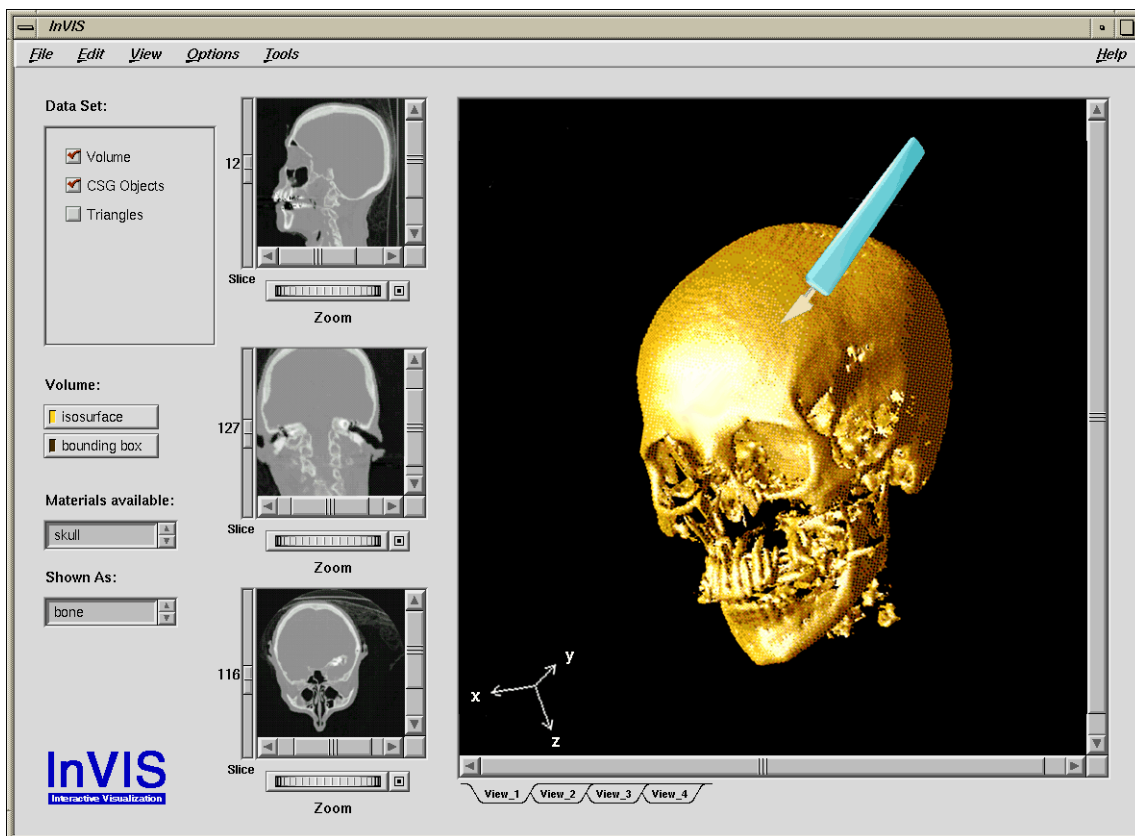 InVIS
File Edit View Options Tools Help
Data Set:
Volume
CSG Objects
Triangles
Volume:
isosurface
bounding box
Materials available:
skull
Shown As:
bone
InVIS
Interactive Visualization
12
Slice
Zoom
127
Slice
Zoom
116
Slice
Zoom
x
y
z
View_1 View_2 View_3 View_4